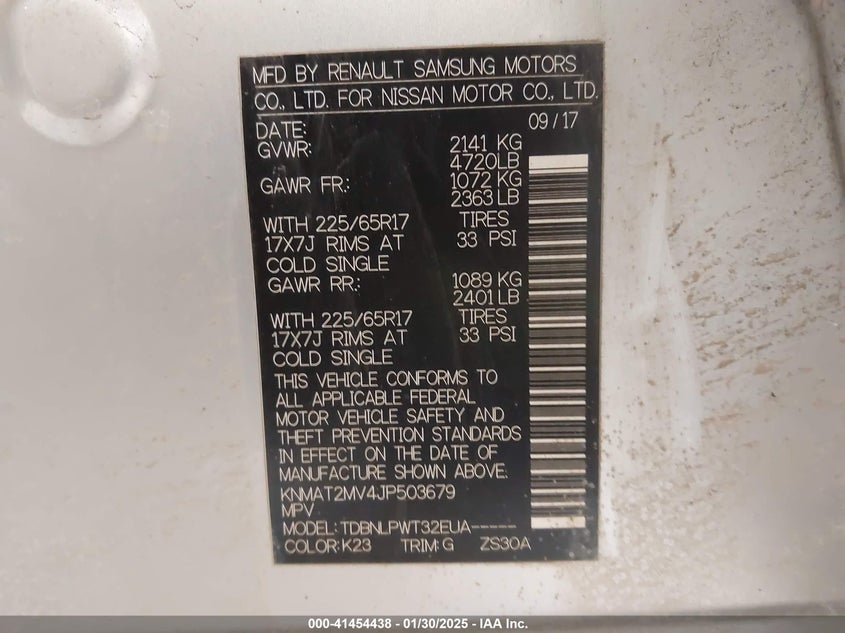 MFD BY RENAULT SAMSUNG MOTORS
CO., LTD. FOR NISSAN MOTOR CO., LTD.
DATE: 09/17
GVWR: 2141 KG
4720LB
GAWR FR.: 1072 KG
2363 LB
WITH 225/65R17 TIRES
17X7J RIMS AT 33 PSI
COLD SINGLE
GAWR RR.: 1089 KG
2401 LB
WITH 225/65R17 TIRES
17X7J RIMS AT 33 PSI
COLD SINGLE
THIS VEHICLE CONFORMS TO
ALL APPLICABLE FEDERAL
MOTOR VEHICLE SAFETY AND
THEFT PREVENTION STANDARDS
IN EFFECT ON THE DATE OF
MANUFACTURE SHOWN ABOVE.
KNMAT2MV4JP503679
MPV
MODEL: TDBNLPWT32EUA-----
COLOR: K23 TRIM: G ZS30A
000-41454438 - 01/30/2025 - IAA Inc.